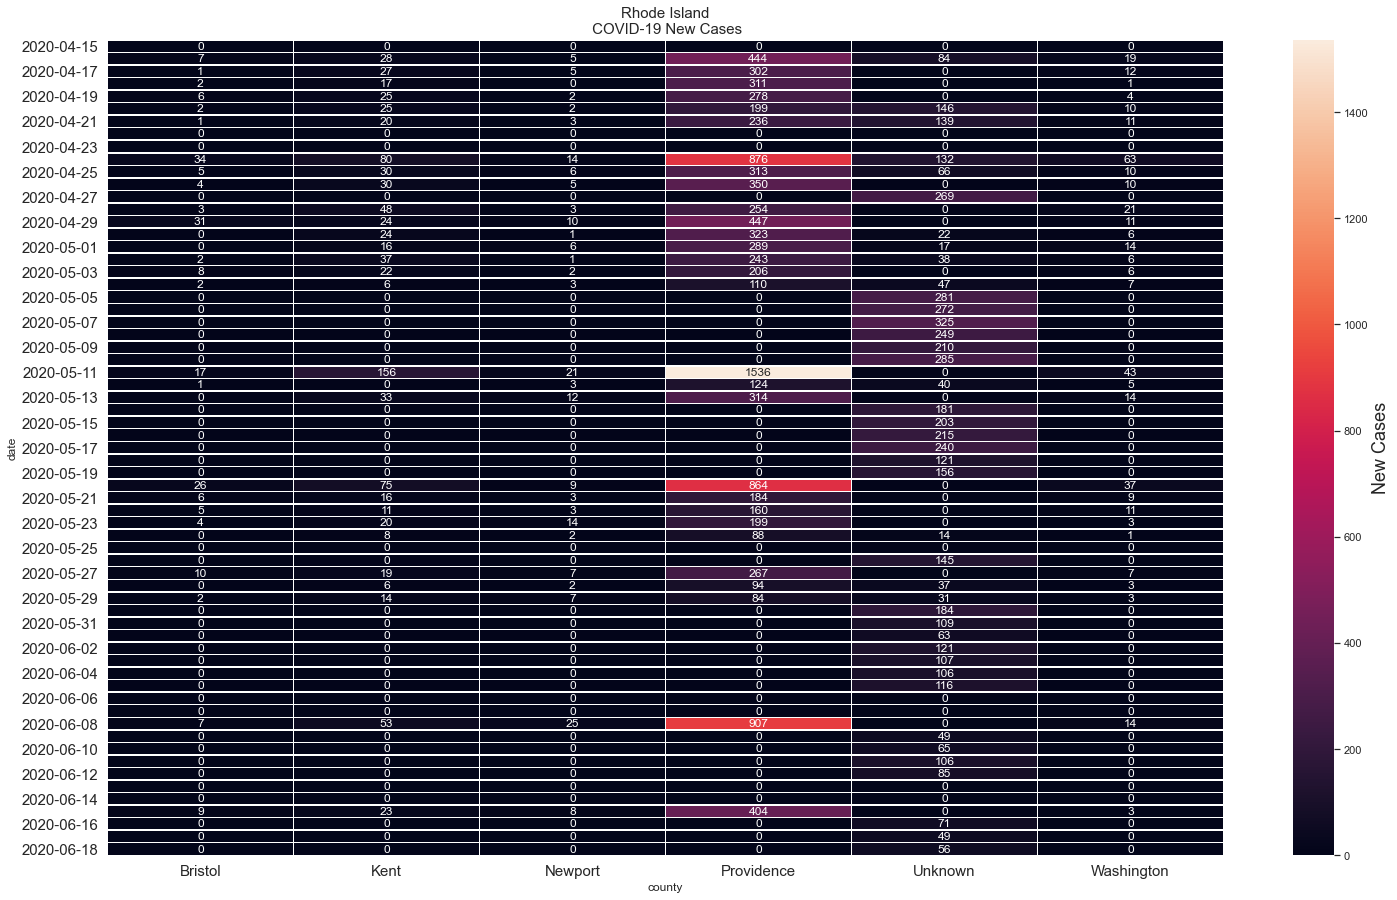 Rhode Island
COVID-19 New Cases
2020-04-15 0 0 0 0 0 0
7 28 5 444 84 19
2020-04-17 1 27 5 302 0 12
2 17 0 311 0 1
2020-04-19 6 25 2 278 0 4
2 25 2 199 146 10
2020-04-21 1 20 3 236 139 11
0 0 0 0 0 0
2020-04-23 0 0 0 0 0 0
34 80 14 876 132 63
2020-04-25 5 30 6 313 66 10
4 30 5 350 0 10
2020-04-27 0 0 0 0 269 0
3 48 3 254 0 21
2020-04-29 31 24 10 447 0 11
0 24 1 323 22 6
2020-05-01 0 16 6 289 17 14
2 37 1 243 38 6
2020-05-03 8 22 2 206 0 6
2 6 3 110 47 7
2020-05-05 0 0 0 0 281 0
0 0 0 0 272 0
2020-05-07 0 0 0 0 325 0
0 0 0 0 249 0
2020-05-09 0 0 0 0 210 0
0 0 0 0 285 0
2020-05-11 17 156 21 1536 0 43
1 0 3 124 40 5
2020-05-13 0 33 12 314 0 14
0 0 0 0 181 0
2020-05-15 0 0 0 0 203 0
0 0 0 0 215 0
2020-05-17 0 0 0 0 240 0
0 0 0 0 121 0
2020-05-19 0 0 0 0 156 0
26 75 9 864 0 37
2020-05-21 6 16 3 184 0 9
5 11 3 160 0 11
2020-05-23 4 20 14 199 0 3
0 8 2 88 14 1
2020-05-25 0 0 0 0 0 0
0 0 0 0 145 0
2020-05-27 10 19 7 267 0 7
0 6 2 94 37 3
2020-05-29 2 14 7 84 31 3
0 0 0 0 184 0
2020-05-31 0 0 0 0 109 0
0 0 0 0 63 0
2020-06-02 0 0 0 0 121 0
0 0 0 0 107 0
2020-06-04 0 0 0 0 106 0
0 0 0 0 116 0
2020-06-06 0 0 0 0 0 0
0 0 0 0 0 0
2020-06-08 7 53 25 907 0 14
0 0 0 0 49 0
2020-06-10 0 0 0 0 65 0
0 0 0 0 106 0
2020-06-12 0 0 0 0 85 0
0 0 0 0 0 0
2020-06-14 0 0 0 0 0 0
9 23 8 404 0 3
2020-06-16 0 0 0 0 71 0
0 0 0 0 49 0
2020-06-18 0 0 0 0 56 0
date
Bristol Kent Newport Providence Unknown Washington
county
1400
1200
1000
800
600
400
200
0
New Cases